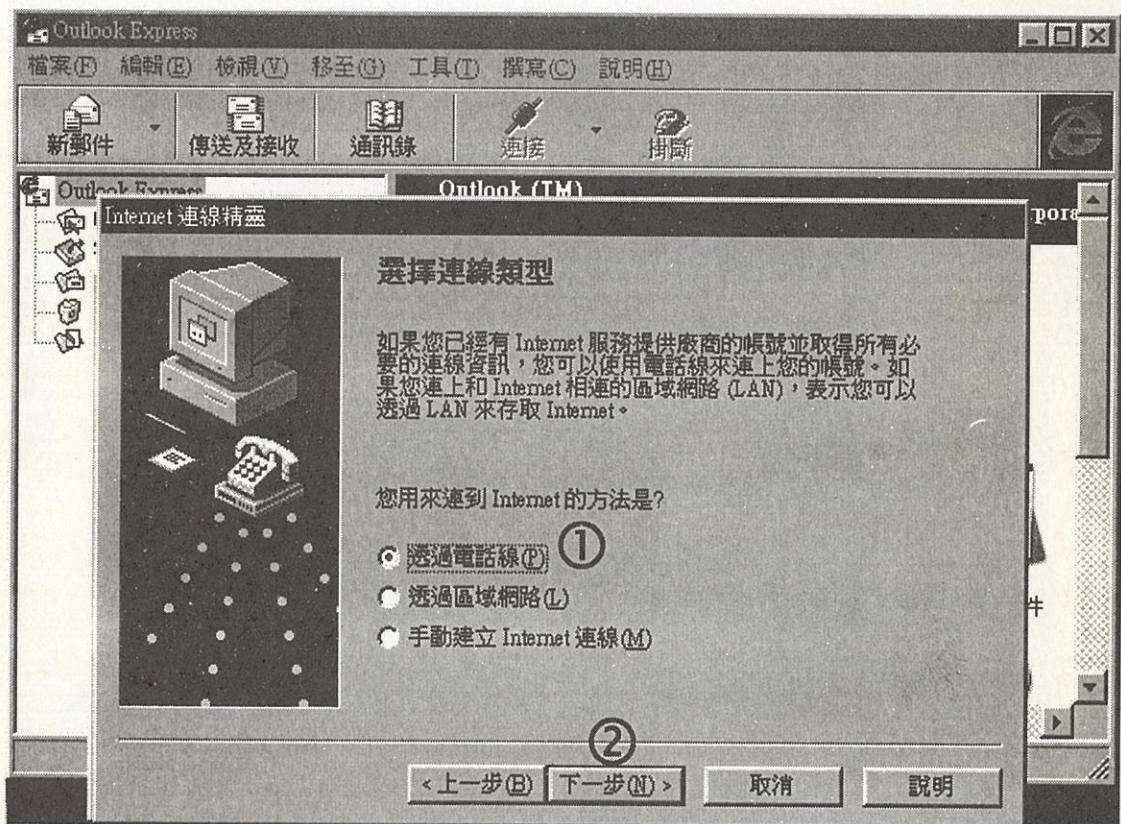 Outlook Express
檔案(F) 編輯(E) 檢視(V) 移至(G) 工具(T) 撰寫(C) 說明(H)
新郵件 傳送及接收 通訊錄 連接 掛斷
Outlook Express
Outlook (TM)
Internet 連線精靈
選擇連線類型
如果您已經有 Internet 服務提供廠商的帳號並取得所有必
要的連線資訊，您可以使用電話線來連上您的帳號。如
果您連上和 Internet 相連的區域網路 (LAN)，表示您可以
透過 LAN 來存取 Internet。
您用來連到 Internet 的方法是?
透過電話線(P) ①
透過區域網路(L)
件
手動建立 Internet 連線(M)
②
<上一步(B) 下一步(N)> 取消 說明